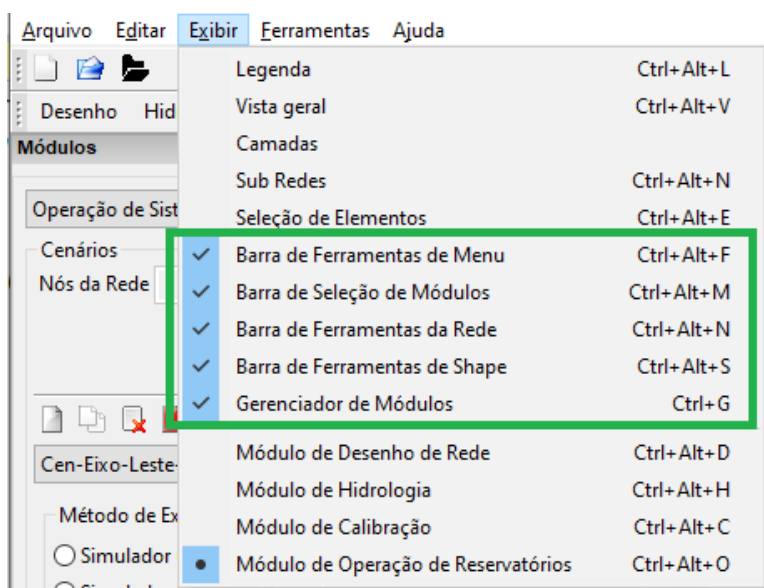 Arquivo Editar Exibir Ferramentas Ajuda
Legenda Ctrl+Alt+L
Desenho Hid
Vista geral Ctrl+Alt+V
Módulos
Camadas
Sub Redes Ctrl+Alt+N
Operação de Sist
Seleção de Elementos Ctrl+Alt+E
Cenários
Barra de Ferramentas de Menu Ctrl+Alt+F
Nós da Rede
Barra de Seleção de Módulos Ctrl+Alt+M
Barra de Ferramentas da Rede Ctrl+Alt+N
Barra de Ferramentas de Shape Ctrl+Alt+S
Gerenciador de Módulos Ctrl+G
Cen-Eixo-Leste-
Módulo de Desenho de Rede Ctrl+Alt+D
Módulo de Hidrologia Ctrl+Alt+H
Método de Ex
Módulo de Calibração Ctrl+Alt+C
Simulador
Módulo de Operação de Reservatórios Ctrl+Alt+O